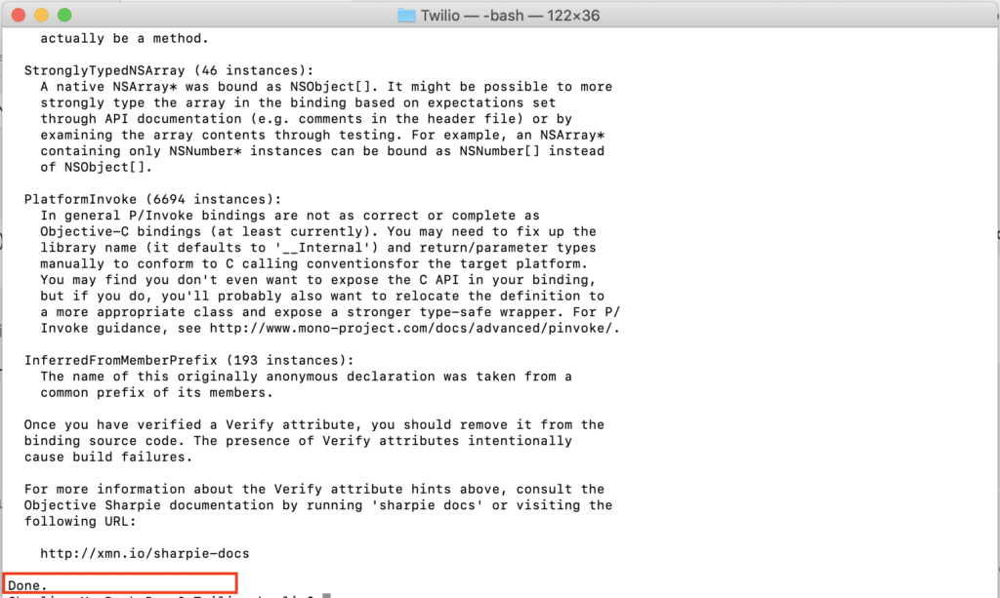 Twilio — -bash — 122×36
actually be a method.
StronglyTypedNSArray (46 instances):
A native NSArray* was bound as NSObject[]. It might be possible to more
strongly type the array in the binding based on expectations set
through API documentation (e.g. comments in the header file) or by
examining the array contents through testing. For example, an NSArray*
containing only NSNumber* instances can be bound as NSNumber[] instead
of NSObject[].
PlatformInvoke (6694 instances):
In general P/Invoke bindings are not as correct or complete as
Objective-C bindings (at least currently). You may need to fix up the
library name (it defaults to '__Internal') and return/parameter types
manually to conform to C calling conventionsfor the target platform.
You may find you don't even want to expose the C API in your binding,
but if you do, you'll probably also want to relocate the definition to
a more appropriate class and expose a stronger type-safe wrapper. For P/
Invoke guidance, see http://www.mono-project.com/docs/advanced/pinvoke/.
InferredFromMemberPrefix (193 instances):
The name of this originally anonymous declaration was taken from a
common prefix of its members.
Once you have verified a Verify attribute, you should remove it from the
binding source code. The presence of Verify attributes intentionally
cause build failures.
For more information about the Verify attribute hints above, consult the
Objective Sharpie documentation by running 'sharpie docs' or visiting the
following URL:
http://xmn.io/sharpie-docs
Done.